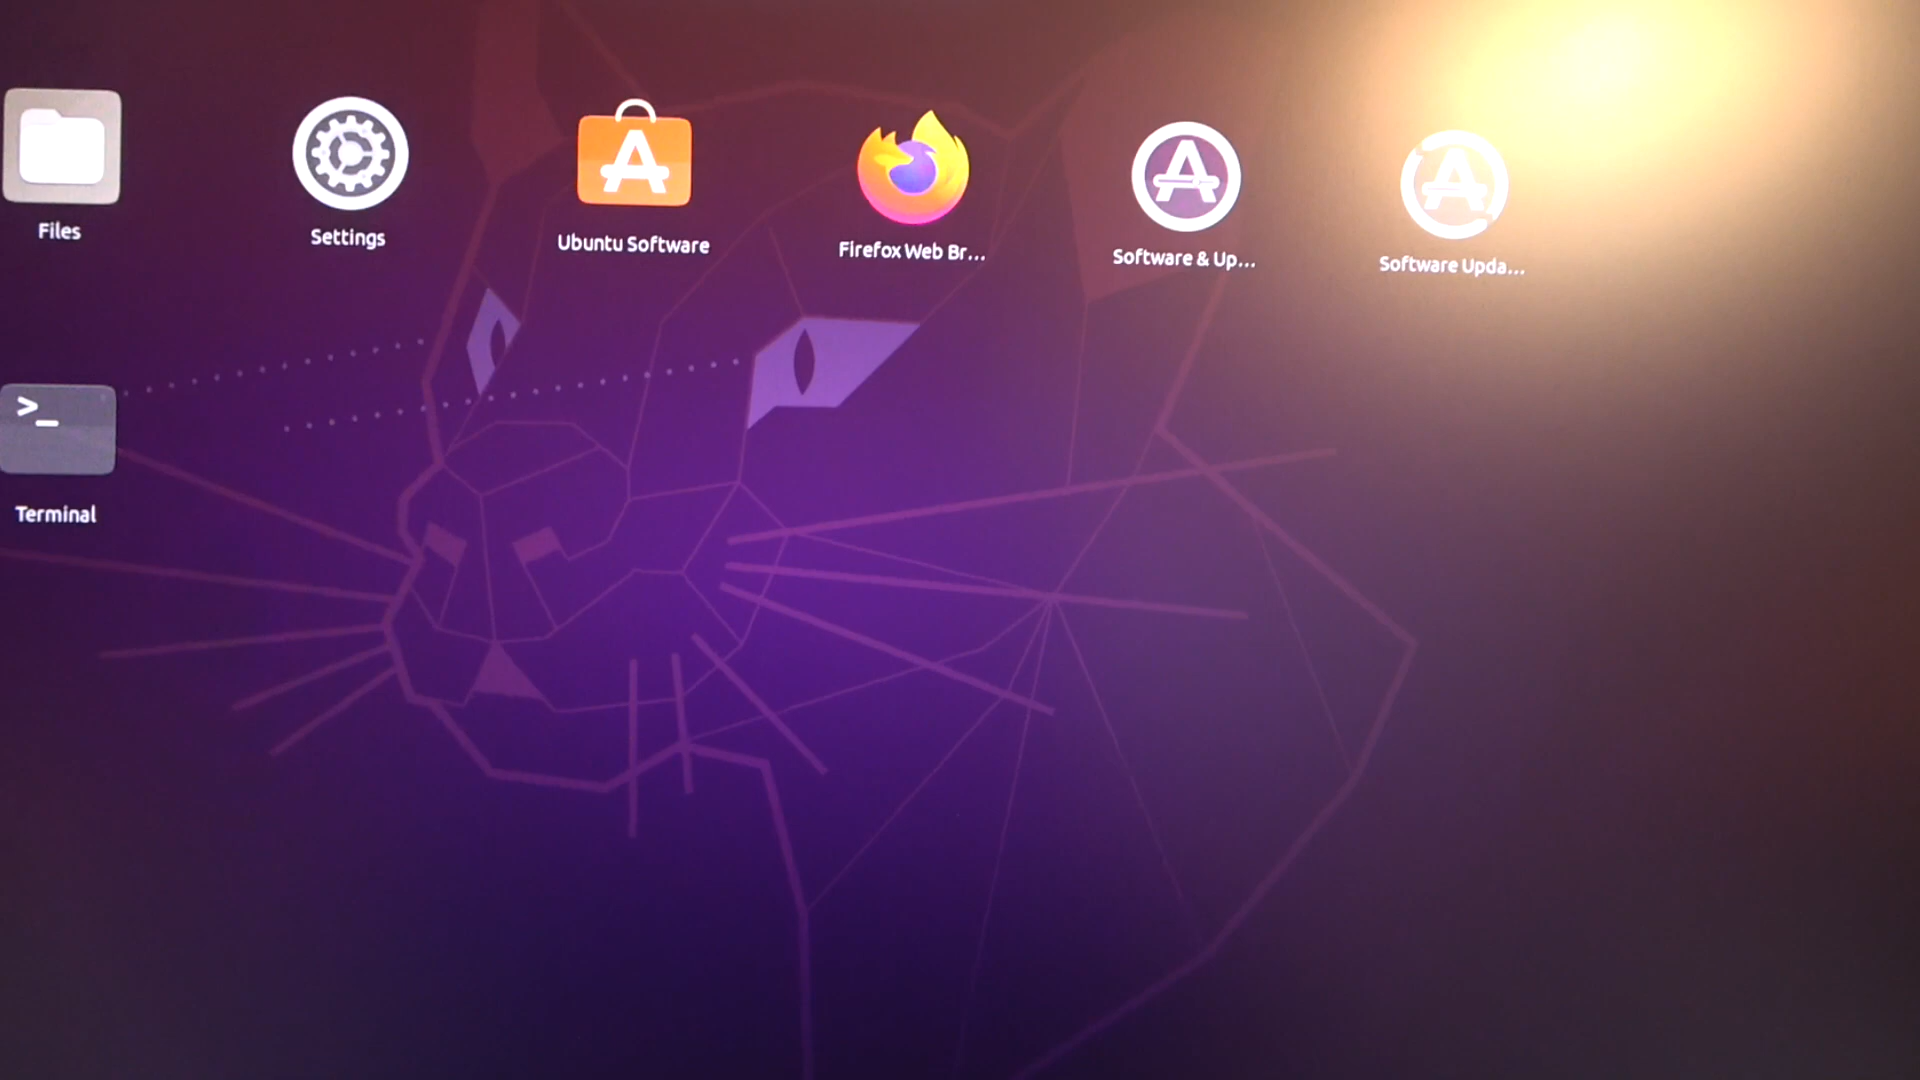 Files
Settings
Ubuntu Software
Firefox Web Br...
Software & Up...
Software Upda...
>_
Terminal